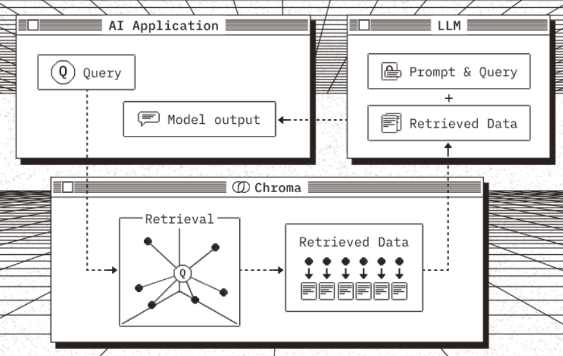 AI Application
Q Query
Model output
LLM
Prompt & Query
+
Retrieved Data
Chroma
Retrieval
Q
Retrieved Data